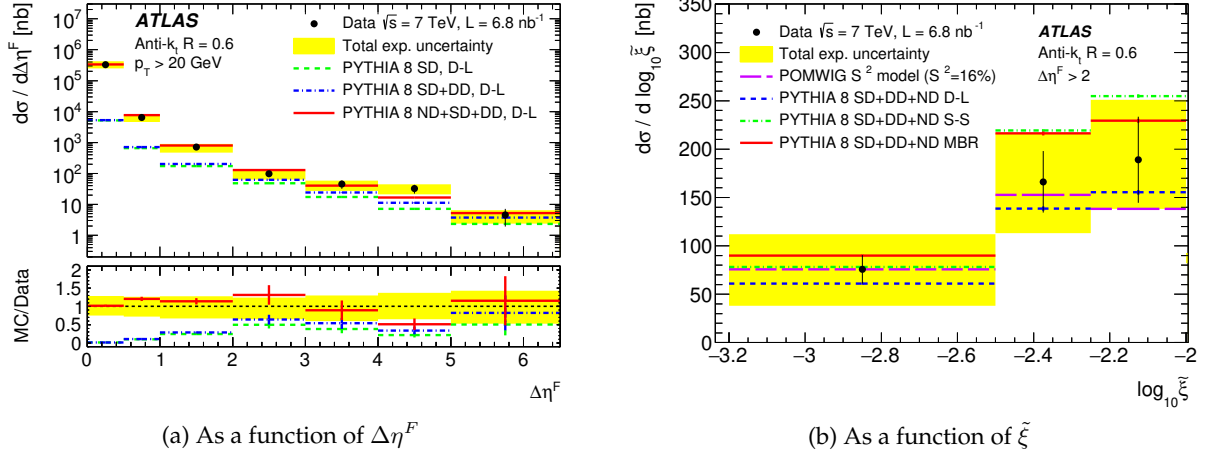 ATLAS
Anti-kₜ R = 0.6
p_T > 20 GeV
Data √s = 7 TeV, L = 6.8 nb⁻¹
Total exp. uncertainty
PYTHIA 8 SD, D-L
PYTHIA 8 SD+DD, D-L
PYTHIA 8 ND+SD+DD, D-L
dσ / dΔη^F [nb]
10⁷
10⁶
10⁵
10⁴
10³
10²
10
1
MC/Data
2
1.5
1
0.5
0
0 1 2 3 4 5 6
Δη^F
(a) As a function of Δη^F
Data √s = 7 TeV, L = 6.8 nb⁻¹
Total exp. uncertainty
POMWIG S² model (S²=16%)
PYTHIA 8 SD+DD+ND D-L
PYTHIA 8 SD+DD+ND S-S
PYTHIA 8 SD+DD+ND MBR
ATLAS
Anti-kₜ R = 0.6
Δη^F > 2
dσ / d log₁₀ ξ̃ [nb]
350
300
250
200
150
100
50
0
−3.2 −3 −2.8 −2.6 −2.4 −2.2 −2
log₁₀ ξ̃
(b) As a function of ξ̃